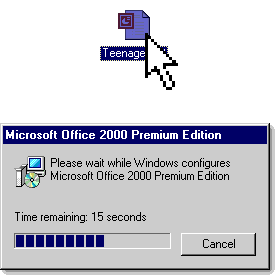 Teenage
Microsoft Office 2000 Premium Edition
Please wait while Windows configures
Microsoft Office 2000 Premium Edition
Time remaining: 15 seconds
Cancel